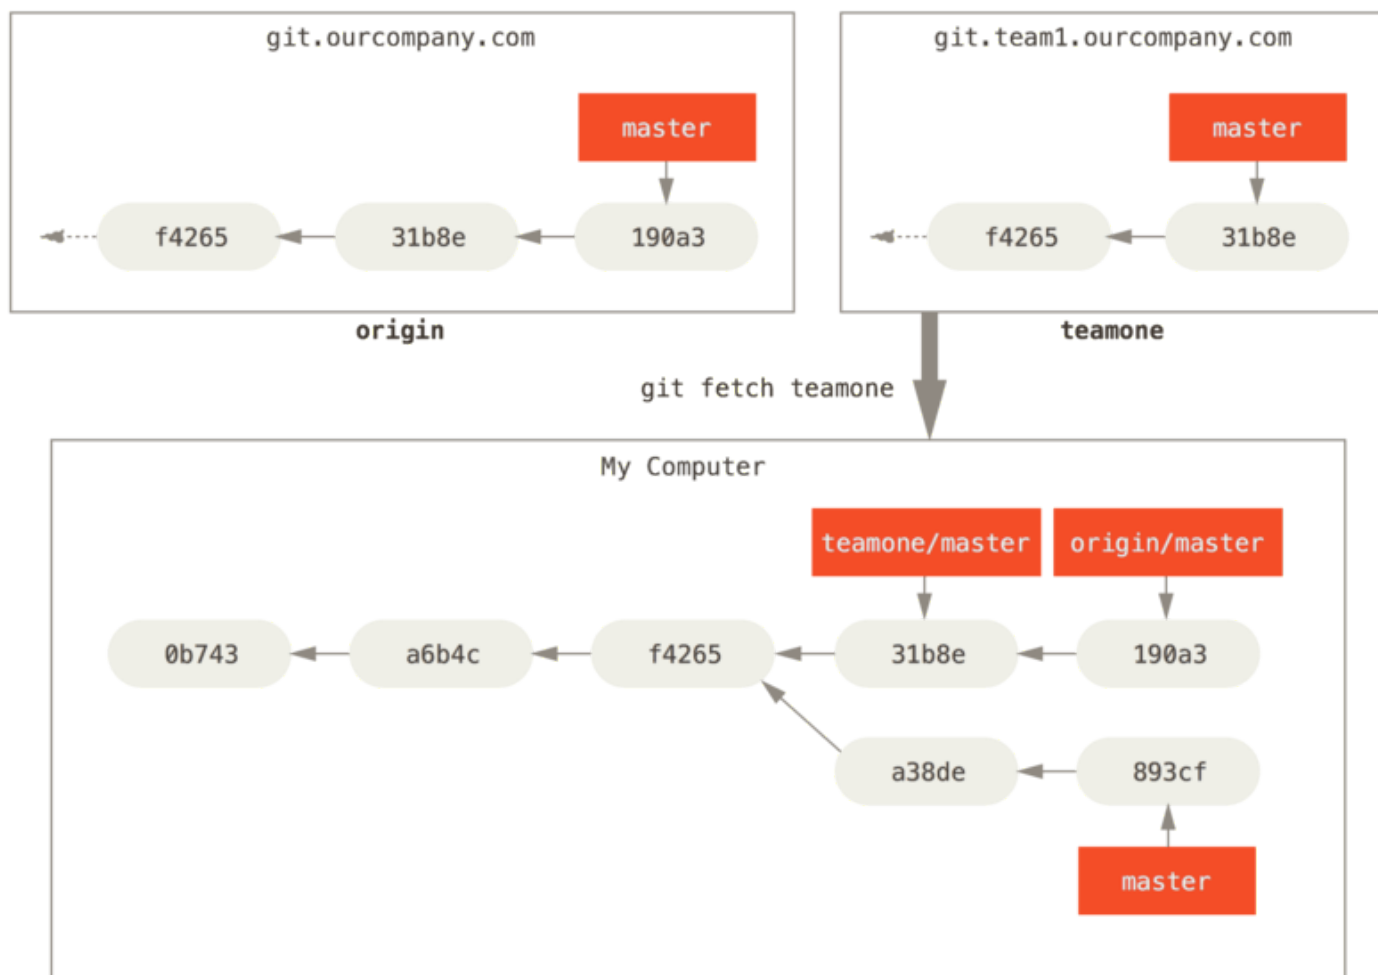 git.ourcompany.com
master
f4265
31b8e
190a3
origin
git.team1.ourcompany.com
master
f4265
31b8e
teamone
git fetch teamone
My Computer
teamone/master
origin/master
0b743
a6b4c
f4265
31b8e
190a3
a38de
893cf
master